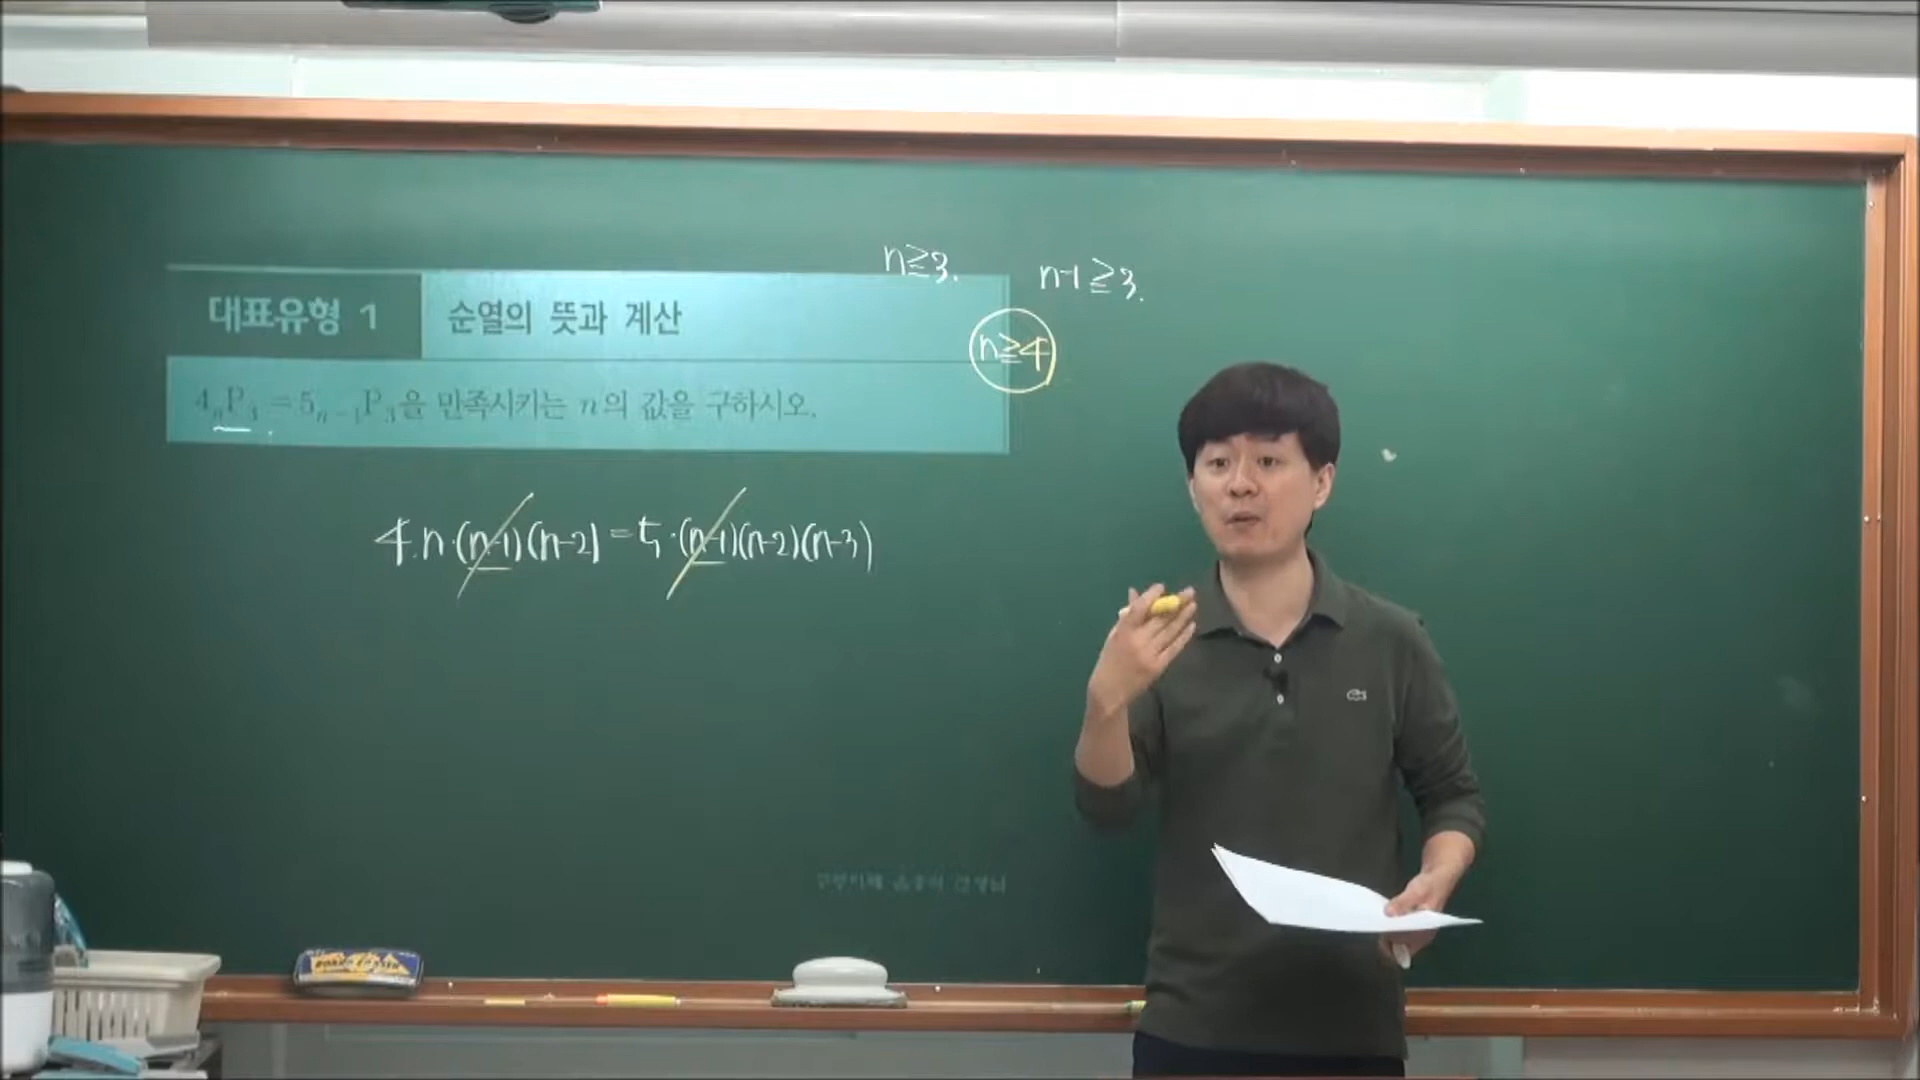 n≧3.
n-1≧3.
대표유형 1 순열의 뜻과 계산
n≧4
4ₙP₃=5ₙ₋₁P₃을 만족시키는 n의 값을 구하시오.
4·n·(n-1)(n-2)=5·(n-1)(n-2)(n-3)